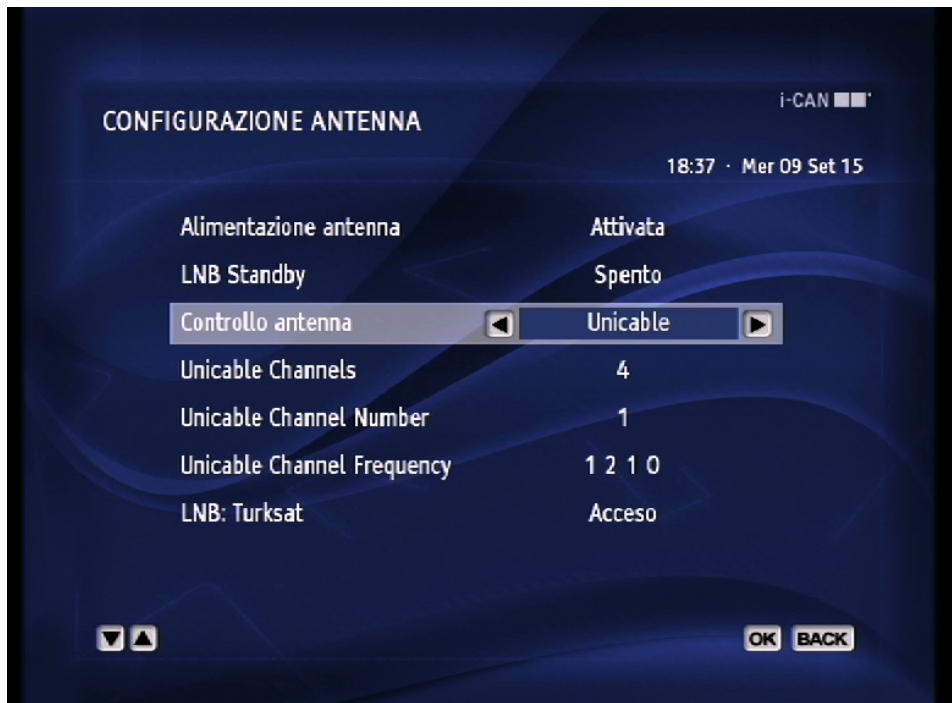 i-CAN
CONFIGURAZIONE ANTENNA
18:37 · Mer 09 Set 15
Alimentazione antenna Attivata
LNB Standby Spento
Controllo antenna Unicable
Unicable Channels 4
Unicable Channel Number 1
Unicable Channel Frequency 1 2 1 0
LNB: Turksat Acceso
OK BACK